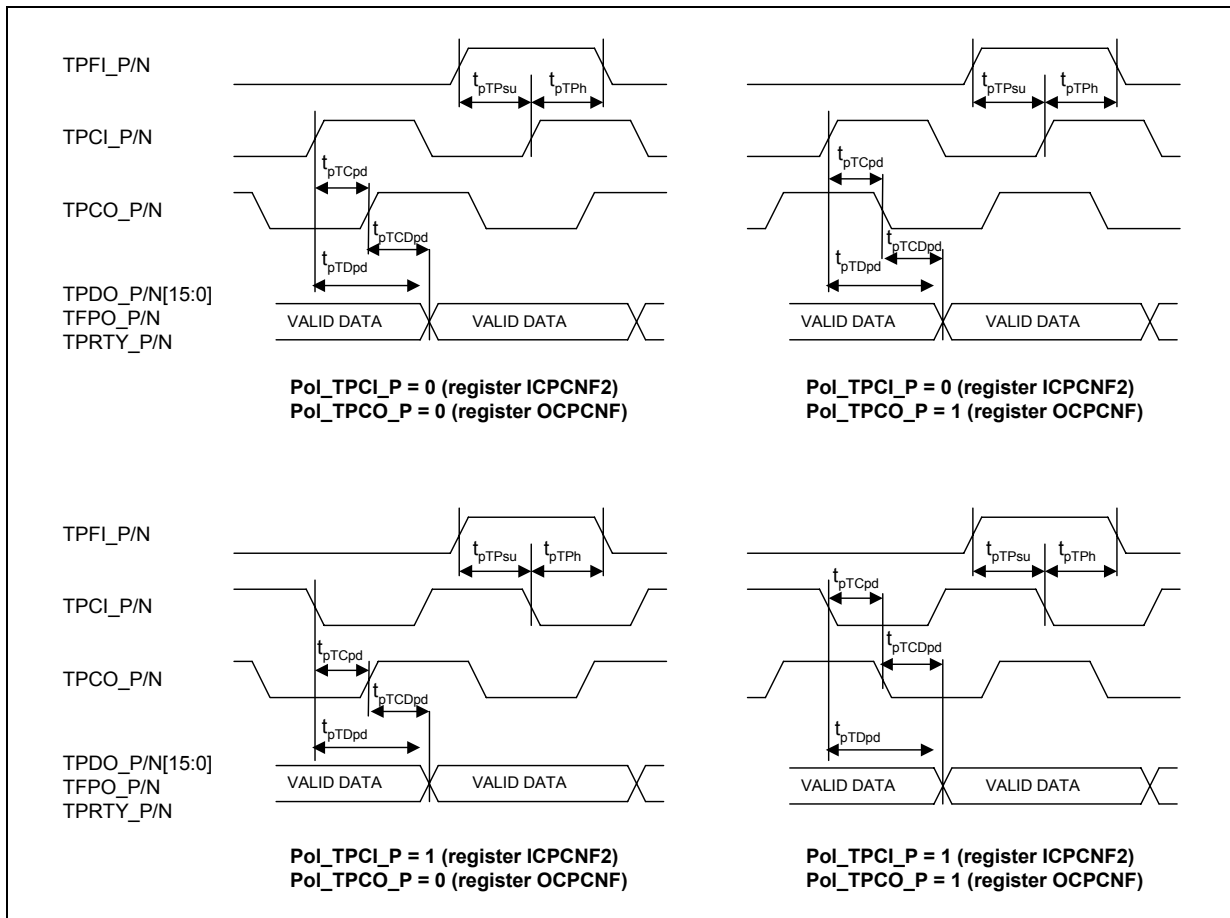 TPFI_P/N
tpTPsu
tpTPh
TPCI_P/N
tpTCpd
TPCO_P/N
tpTCDpd
tpTDpd
TPDO_P/N[15:0]
TFPO_P/N
TPRTY_P/N
VALID DATA
VALID DATA
Pol_TPCI_P = 0 (register ICPCNF2)
Pol_TPCO_P = 0 (register OCPCNF)
tpTPsu
tpTPh
tpTCpd
tpTCDpd
tpTDpd
VALID DATA
VALID DATA
Pol_TPCI_P = 0 (register ICPCNF2)
Pol_TPCO_P = 1 (register OCPCNF)
TPFI_P/N
tpTPsu
tpTPh
TPCI_P/N
tpTCpd
TPCO_P/N
tpTCDpd
tpTDpd
TPDO_P/N[15:0]
TFPO_P/N
TPRTY_P/N
VALID DATA
VALID DATA
Pol_TPCI_P = 1 (register ICPCNF2)
Pol_TPCO_P = 0 (register OCPCNF)
tpTPsu
tpTPh
tpTCpd
tpTCDpd
tpTDpd
VALID DATA
VALID DATA
Pol_TPCI_P = 1 (register ICPCNF2)
Pol_TPCO_P = 1 (register OCPCNF)